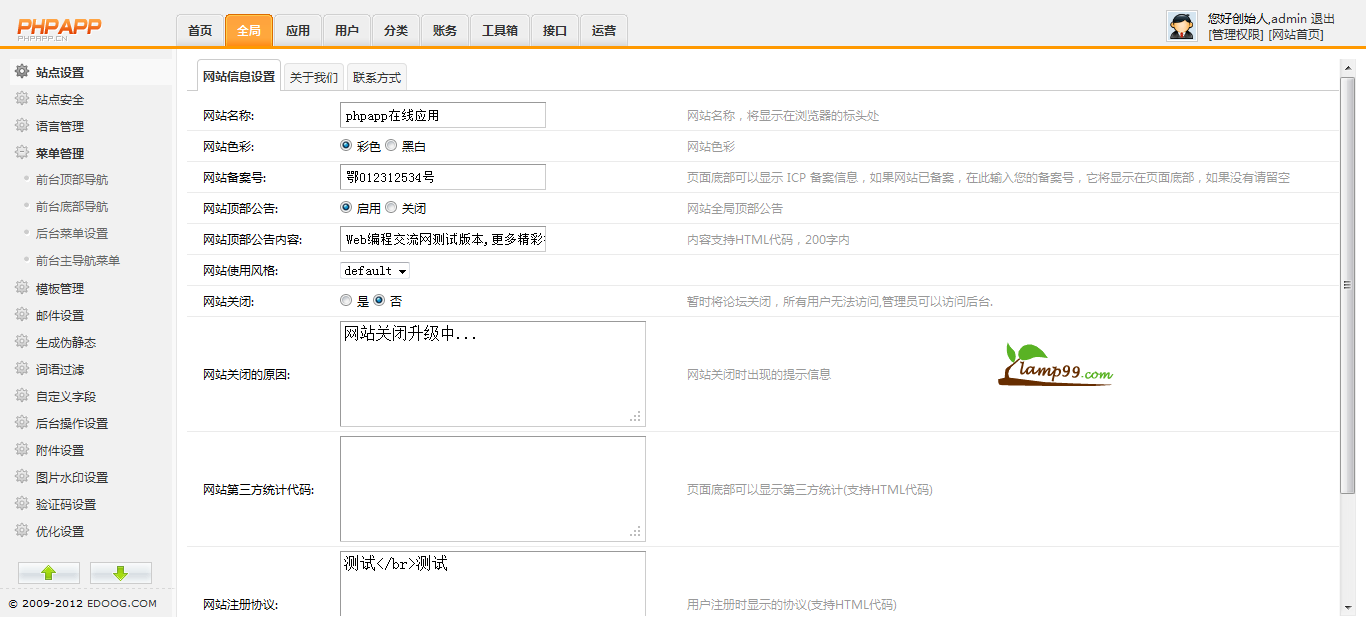 PHPAPP
PHPAPP.CN
首页 全局 应用 用户 分类 账务 工具箱 接口 运营
您好创始人,admin 退出
[管理权限] [网站首页]
站点设置
站点安全
语言管理
菜单管理
前台顶部导航
前台底部导航
后台菜单设置
前台主导航菜单
模板管理
邮件设置
生成伪静态
词语过滤
自定义字段
后台操作设置
附件设置
图片水印设置
验证码设置
优化设置
© 2009-2012 EDOOG.COM
网站信息设置 关于我们 联系方式
网站名称: phpapp在线应用 网站名称，将显示在浏览器的标头处
网站色彩: 彩色 黑白 网站色彩
网站备案号: 鄂012312534号 页面底部可以显示 ICP 备案信息，如果网站已备案，在此输入您的备案号，它将显示在页面底部，如果没有请留空
网站顶部公告: 启用 关闭 网站全局顶部公告
网站顶部公告内容: Web编程交流网测试版本,更多精彩 内容支持HTML代码，200字内
网站使用风格: default
网站关闭: 是 否 暂时将论坛关闭，所有用户无法访问,管理员可以访问后台.
网站关闭的原因: 网站关闭升级中... 网站关闭时出现的提示信息
lamp99.com
网站第三方统计代码: 页面底部可以显示第三方统计(支持HTML代码)
网站注册协议: 测试</br>测试 用户注册时显示的协议(支持HTML代码)